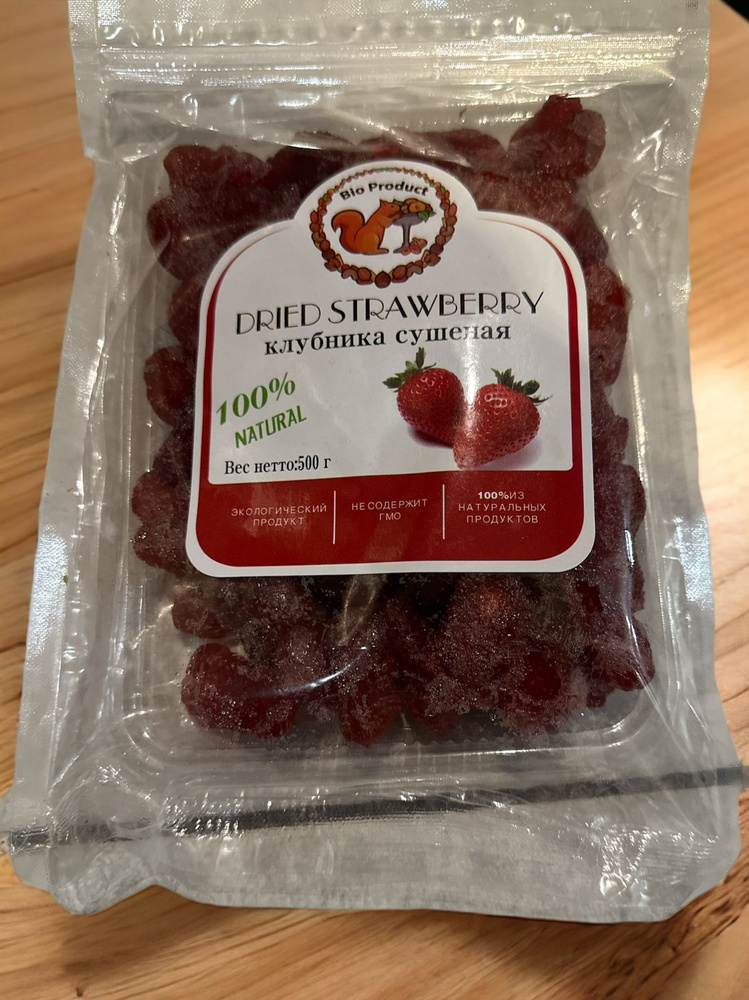 Bio Product
DRIED STRAWBERRY
клубника сушеная
100%
NATURAL
Вес нетто:500 г
ЭКОЛОГИЧЕСКИЙ
ПРОДУКТ
НЕ СОДЕРЖИТ
ГМО
100%ИЗ
НАТУРАЛЬНЫХ
ПРОДУКТОВ